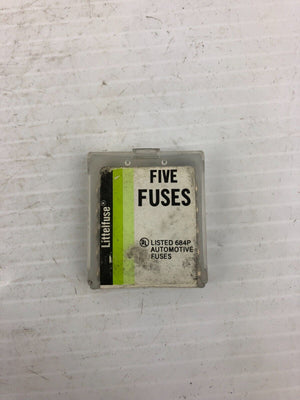 FIVE
FUSES
Littelfuse®
LISTED 684P
AUTOMOTIVE
FUSES